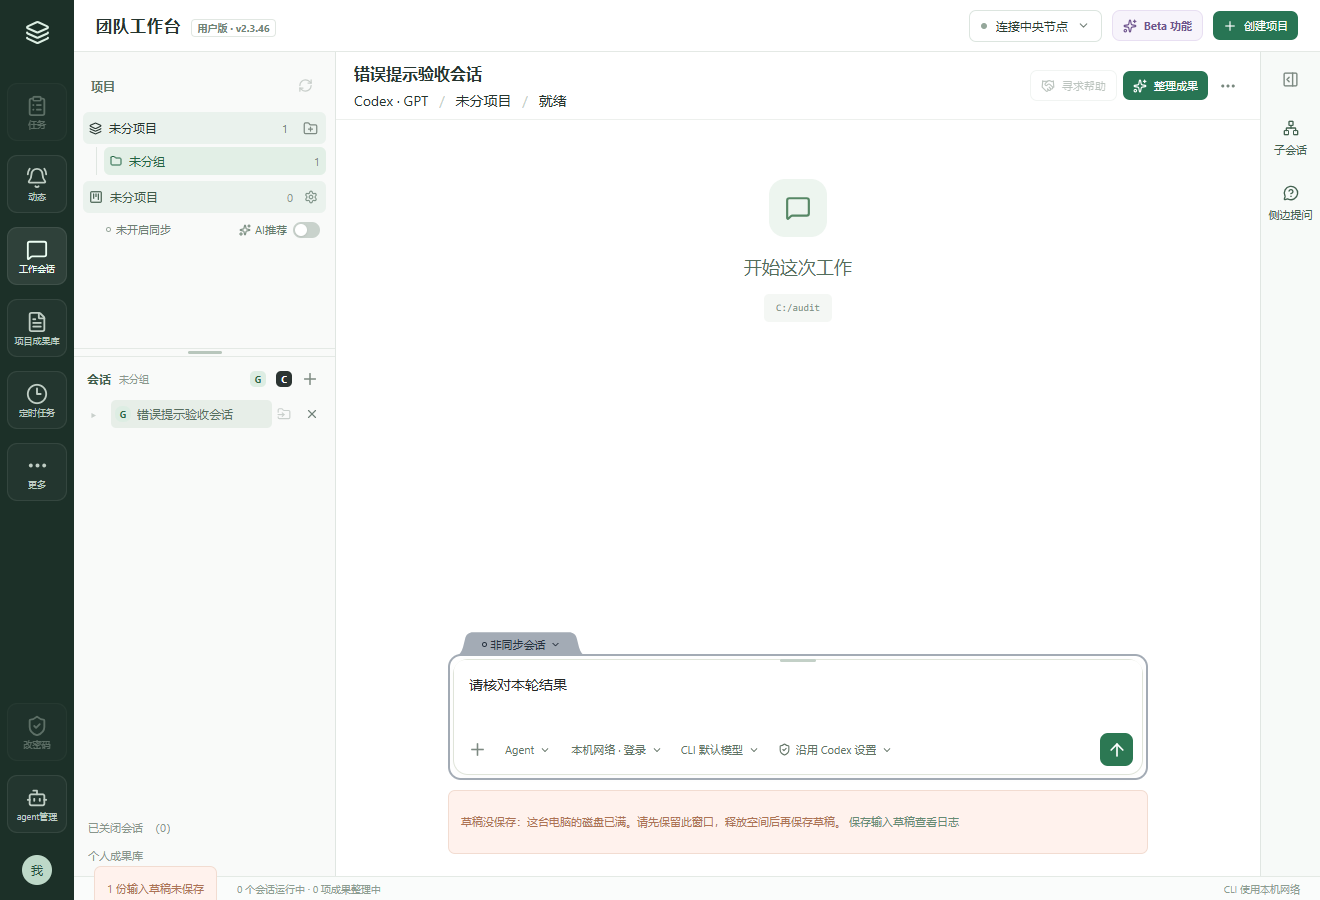 团队工作台 用户版 · v2.3.46
连接中央节点
Beta 功能
创建项目
任务
动态
工作会话
项目成果库
定时任务
更多
改密码
agent管理
我
项目
未分项目 1
未分组 1
未分项目 0
未开启同步 AI推荐
会话 未分组 G C
G 错误提示验收会话
已关闭会话 (0)
个人成果库
1 份输入草稿未保存
错误提示验收会话
Codex · GPT / 未分项目 / 就绪
寻求帮助
整理成果
开始这次工作
C:/audit
非同步会话
请核对本轮结果
Agent 本机网络 · 登录 CLI 默认模型 沿用 Codex 设置
草稿没保存：这台电脑的磁盘已满。请先保留此窗口，释放空间后再保存草稿。 保存输入草稿查看日志
子会话
侧边提问
0 个会话运行中 · 0 项成果整理中
CLI 使用本机网络